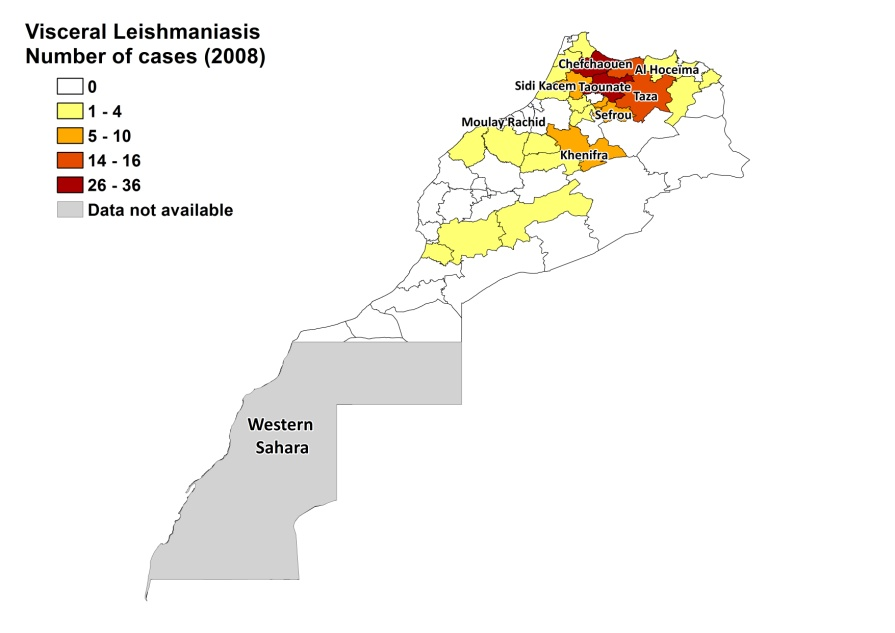 Visceral Leishmaniasis
Number of cases (2008)
0
1 - 4
5 - 10
14 - 16
26 - 36
Data not available
Chefchaouen
Al Hoceima
Sidi Kacem
Taounate
Taza
Sefrou
Moulay Rachid
Khenifra
Western
Sahara